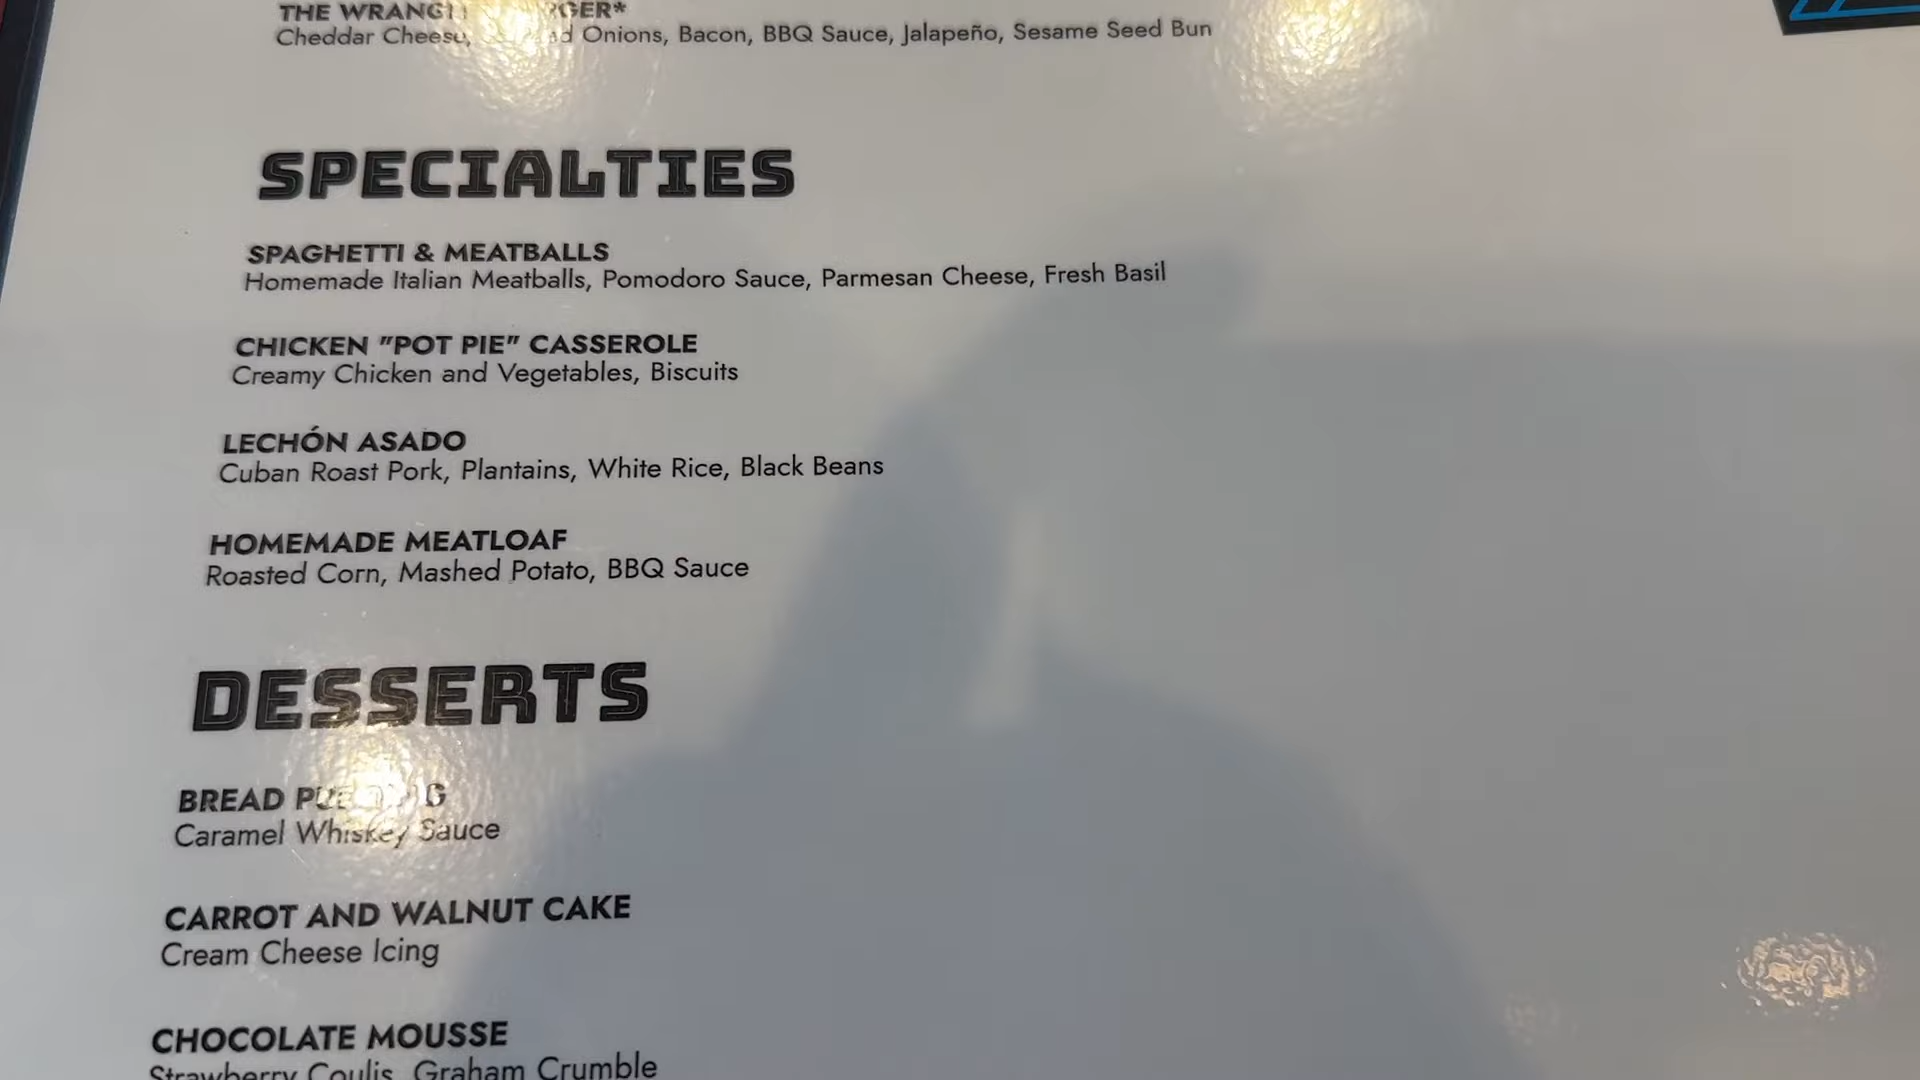 THE
Cheddar Cheese, Onions, Bacon, BBQ Sauce, Jalapeño, Sesame Seed Bun
SPECIALTIES
SPAGHETTI & MEATBALLS
Homemade Italian Meatballs, Pomodoro Sauce, Parmesan Cheese, Fresh Basil
CHICKEN "POT PIE" CASSEROLE
Creamy Chicken and Vegetables, Biscuits
LECHÓN ASADO
Cuban Roast Pork, Plantains, White Rice, Black Beans
HOMEMADE MEATLOAF
Roasted Corn, Mashed Potato, BBQ Sauce
DESSERTS
BREAD PUDDING
Caramel Whiskey Sauce
CARROT AND WALNUT CAKE
Cream Cheese Icing
CHOCOLATE MOUSSE
Strawberry Coulis, Graham Crumble